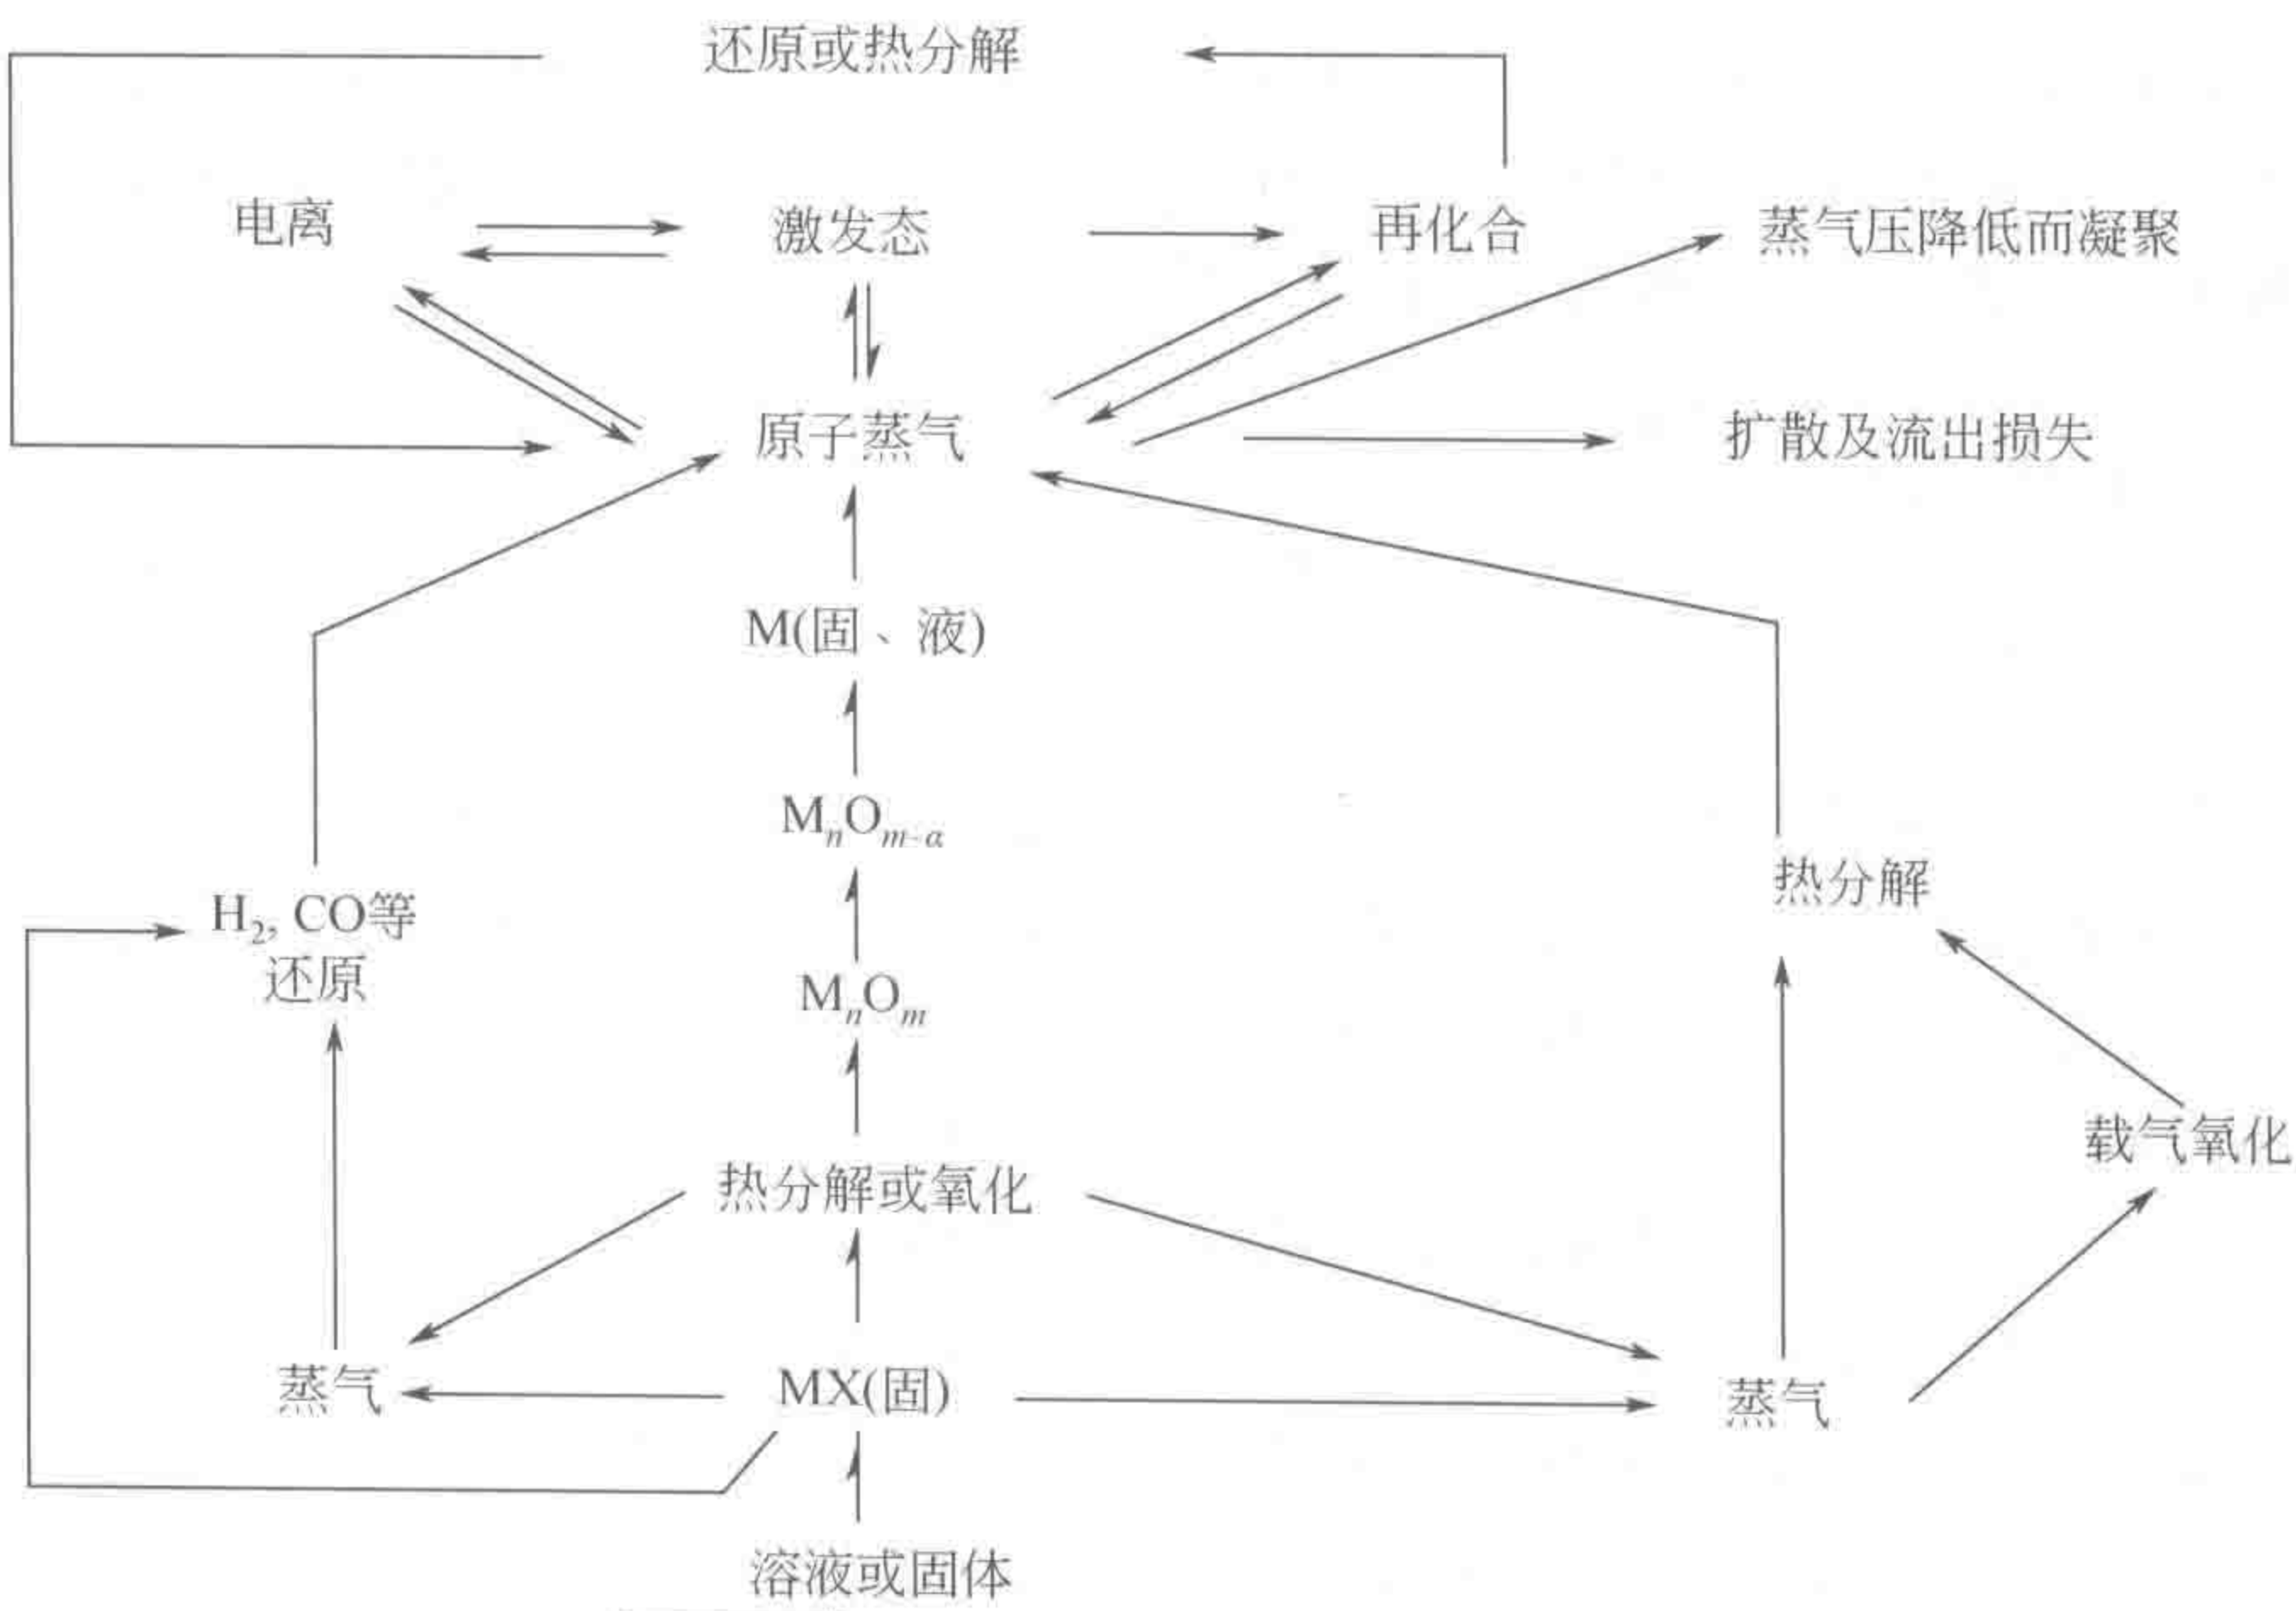 还原或热分解
电离
激发态
再化合
蒸气压降低而凝聚
原子蒸气
扩散及流出损失
M(固、液)
MnOm-α
热分解
H2, CO等
还原
MnOm
载气氧化
热分解或氧化
蒸气
MX(固)
蒸气
溶液或固体